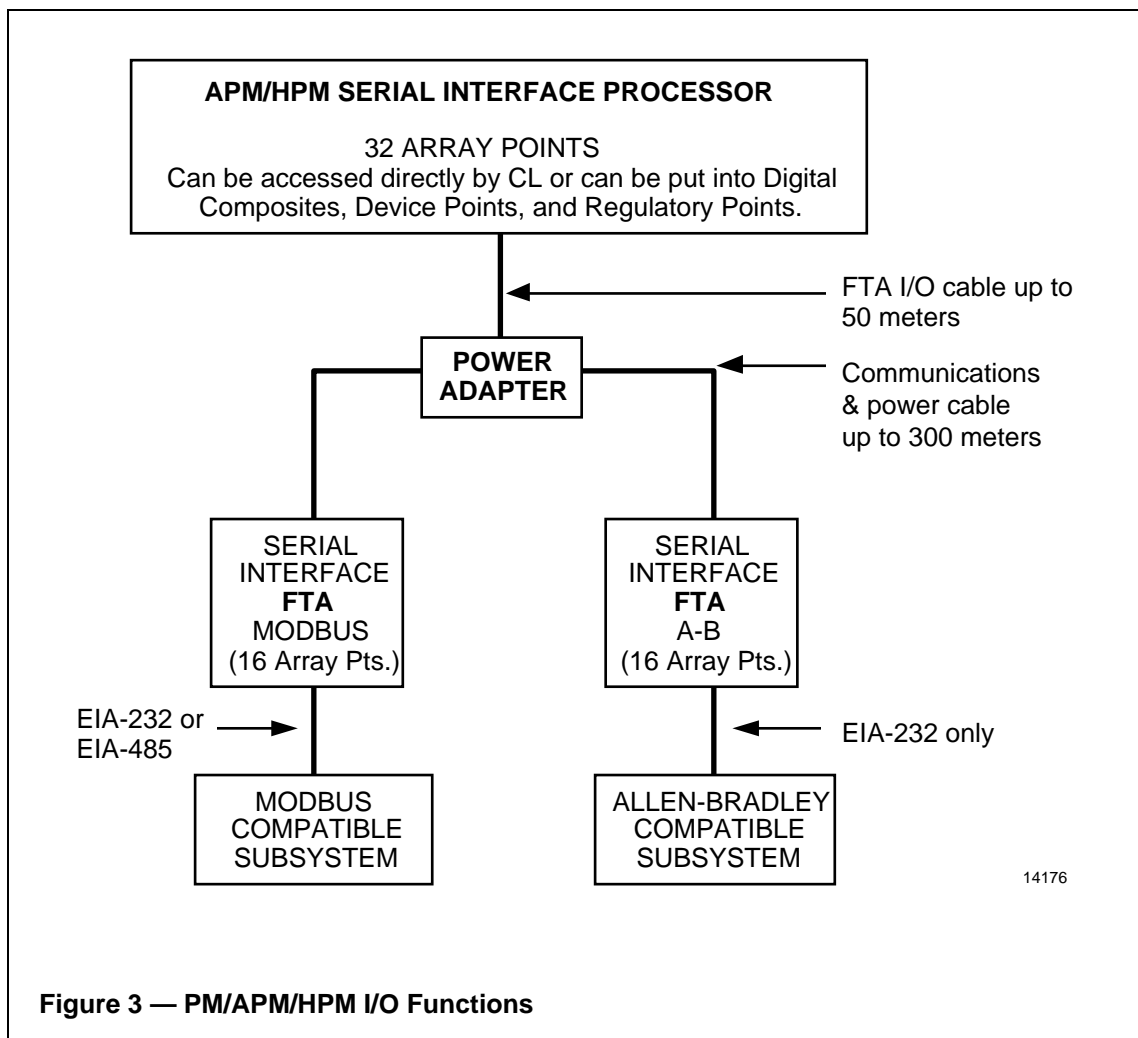 APM/HPM SERIAL INTERFACE PROCESSOR
32 ARRAY POINTS
Can be accessed directly by CL or can be put into Digital
Composites, Device Points, and Regulatory Points.
FTA I/O cable up to
50 meters
POWER
ADAPTER
Communications
& power cable
up to 300 meters
SERIAL
INTERFACE
FTA
MODBUS
(16 Array Pts.)
SERIAL
INTERFACE
FTA
A-B
(16 Array Pts.)
EIA-232 or
EIA-485
EIA-232 only
MODBUS
COMPATIBLE
SUBSYSTEM
ALLEN-BRADLEY
COMPATIBLE
SUBSYSTEM
14176
Figure 3 — PM/APM/HPM I/O Functions